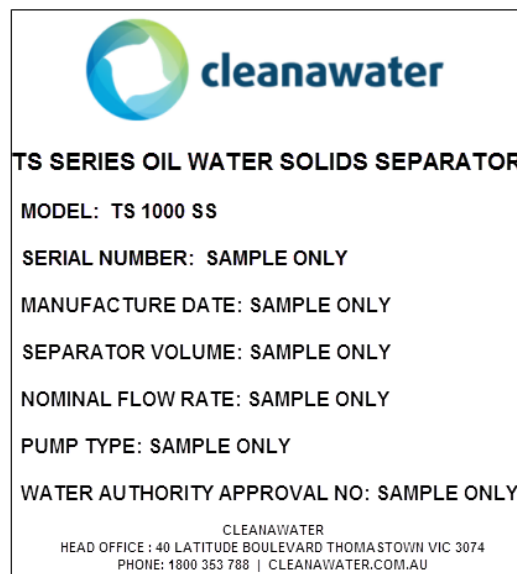 cleanawater
TS SERIES OIL WATER SOLIDS SEPARATOR
MODEL: TS 1000 SS
SERIAL NUMBER: SAMPLE ONLY
MANUFACTURE DATE: SAMPLE ONLY
SEPARATOR VOLUME: SAMPLE ONLY
NOMINAL FLOW RATE: SAMPLE ONLY
PUMP TYPE: SAMPLE ONLY
WATER AUTHORITY APPROVAL NO: SAMPLE ONLY
CLEANAWATER
HEAD OFFICE : 40 LATITUDE BOULEVARD THOMASTOWN VIC 3074
PHONE: 1800 353 788 | CLEANAWATER.COM.AU